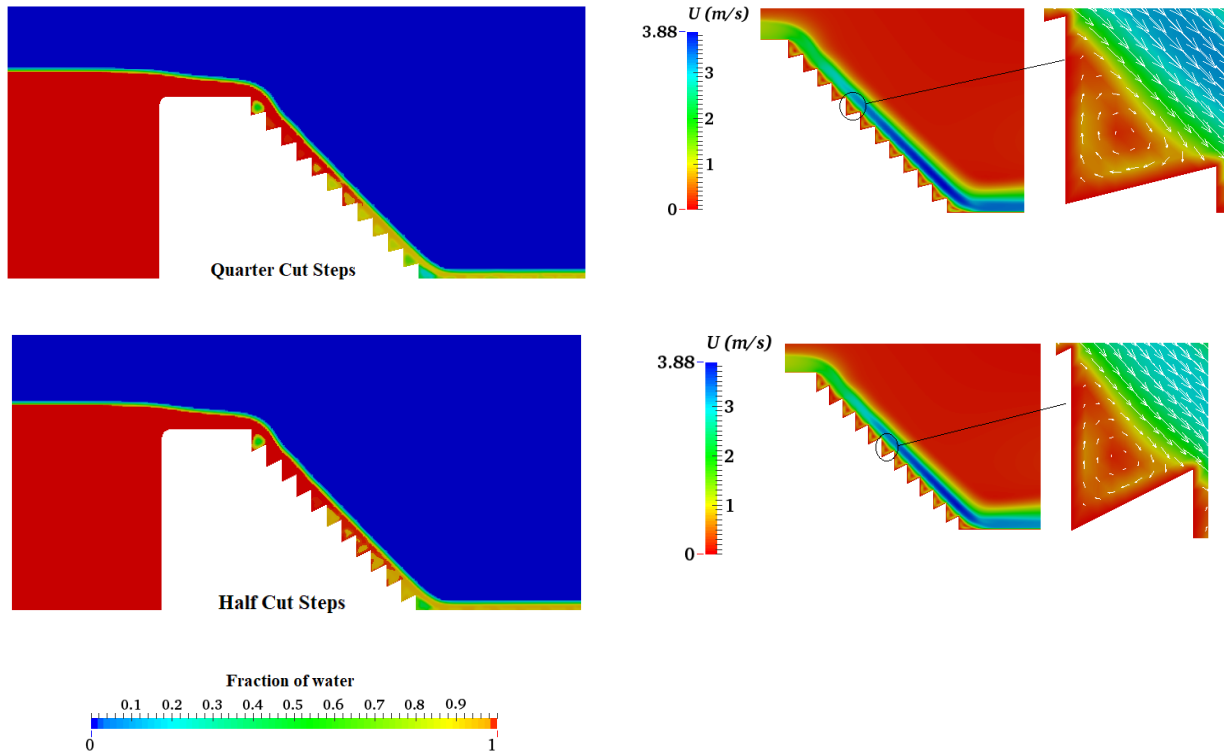 U (m/s)
3.88
3
2
1
0
Quarter Cut Steps
U (m/s)
3.88
3
2
1
0
Half Cut Steps
Fraction of water
0.1 0.2 0.3 0.4 0.5 0.6 0.7 0.8 0.9
0 1